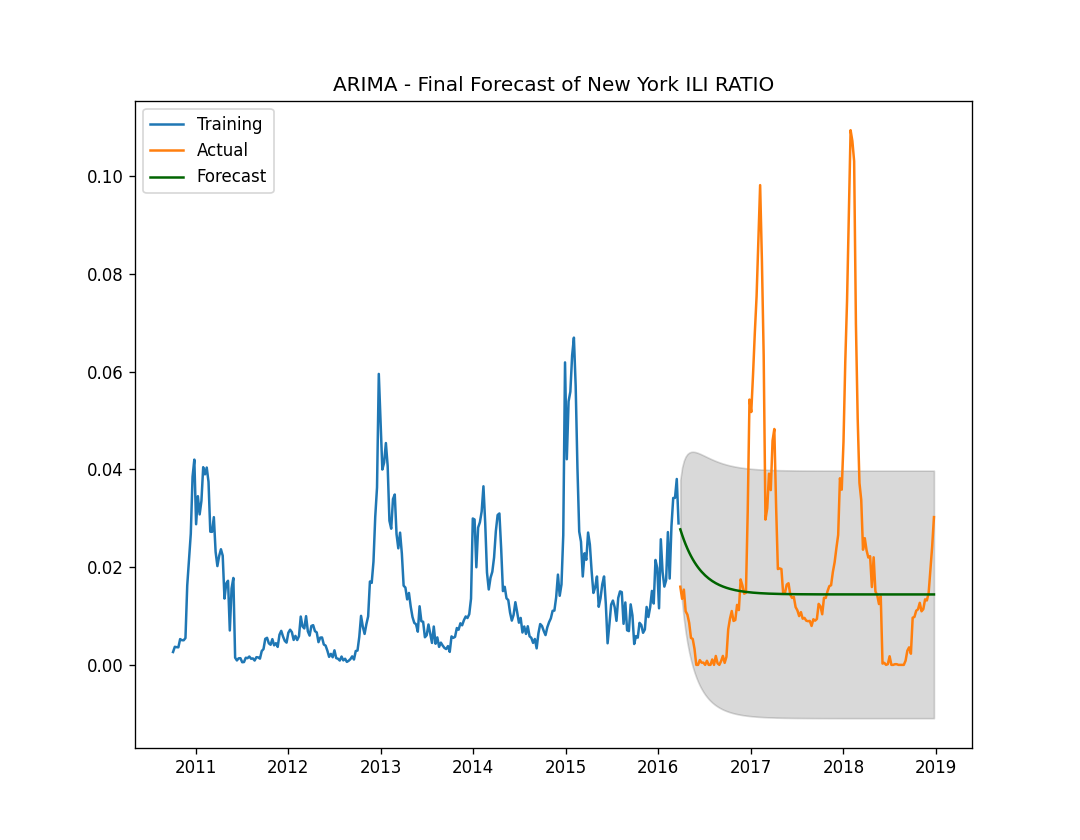 ARIMA - Final Forecast of New York ILI RATIO
Training
Actual
Forecast
0.10
0.08
0.06
0.04
0.02
0.00
2011 2012 2013 2014 2015 2016 2017 2018 2019